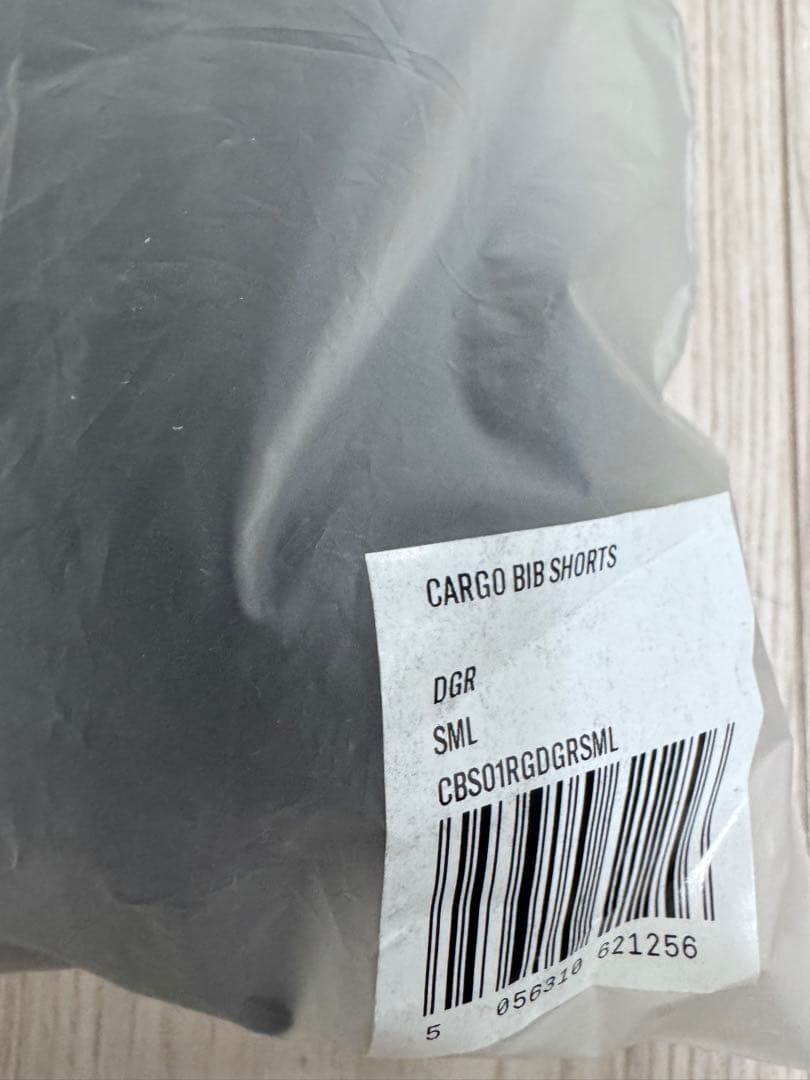 CARGO BIB SHORTS
DGR
SML
CBS01RGDGRSML
5 056310 621256